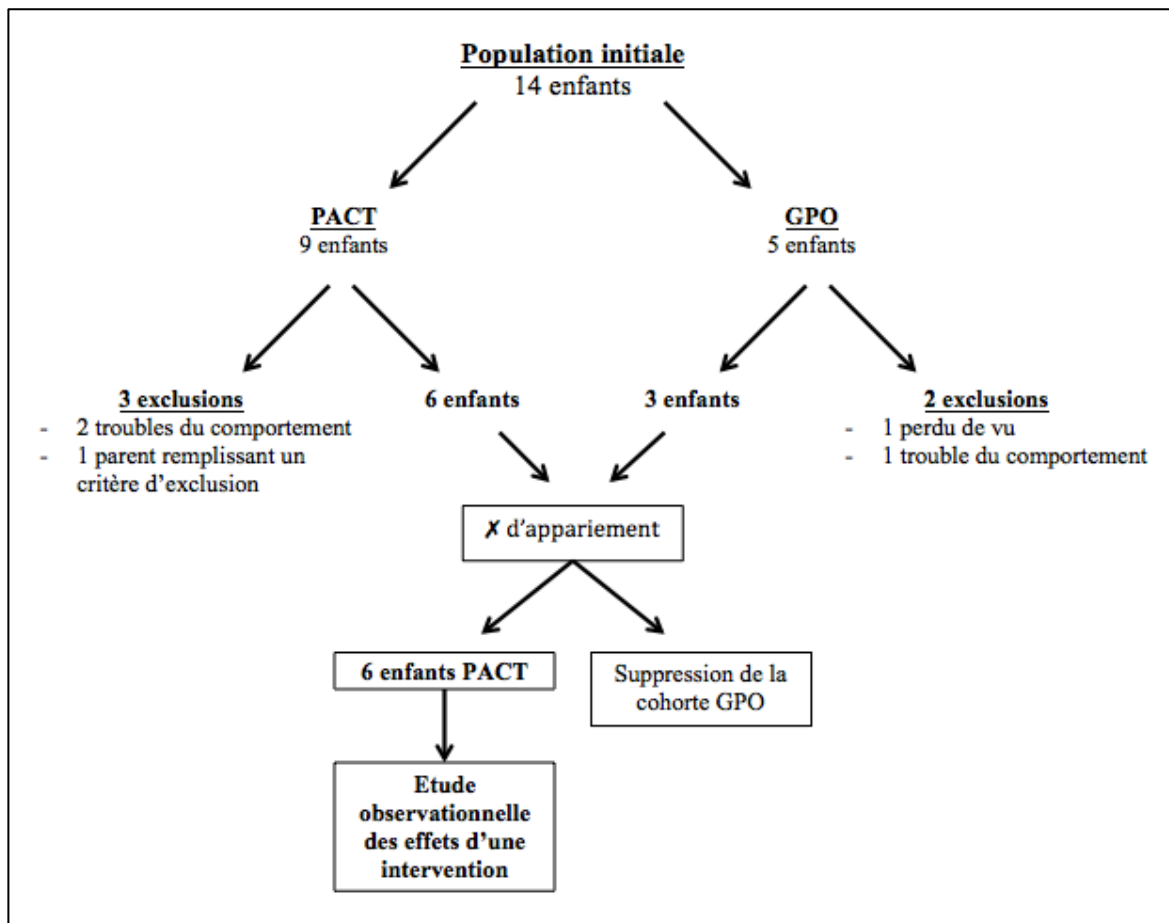 Population initiale
14 enfants
PACT
9 enfants
GPO
5 enfants
3 exclusions
- 2 troubles du comportement
- 1 parent remplissant un
critère d'exclusion
6 enfants
3 enfants
2 exclusions
- 1 perdu de vu
- 1 trouble du comportement
✗ d'appariement
6 enfants PACT
Suppression de la
cohorte GPO
Etude
observationnelle
des effets d'une
intervention